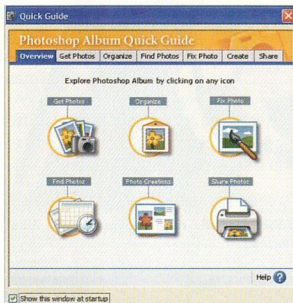 Quick Guide
Photoshop Album Quick Guide
Overview Get Photos Organize Find Photos Fix Photo Create Share
Explore Photoshop Album by clicking on any icon
Get Photos Organize Fix Photo
Find Photos Photo Creations Share Photos
Help ?
Show this window at startup